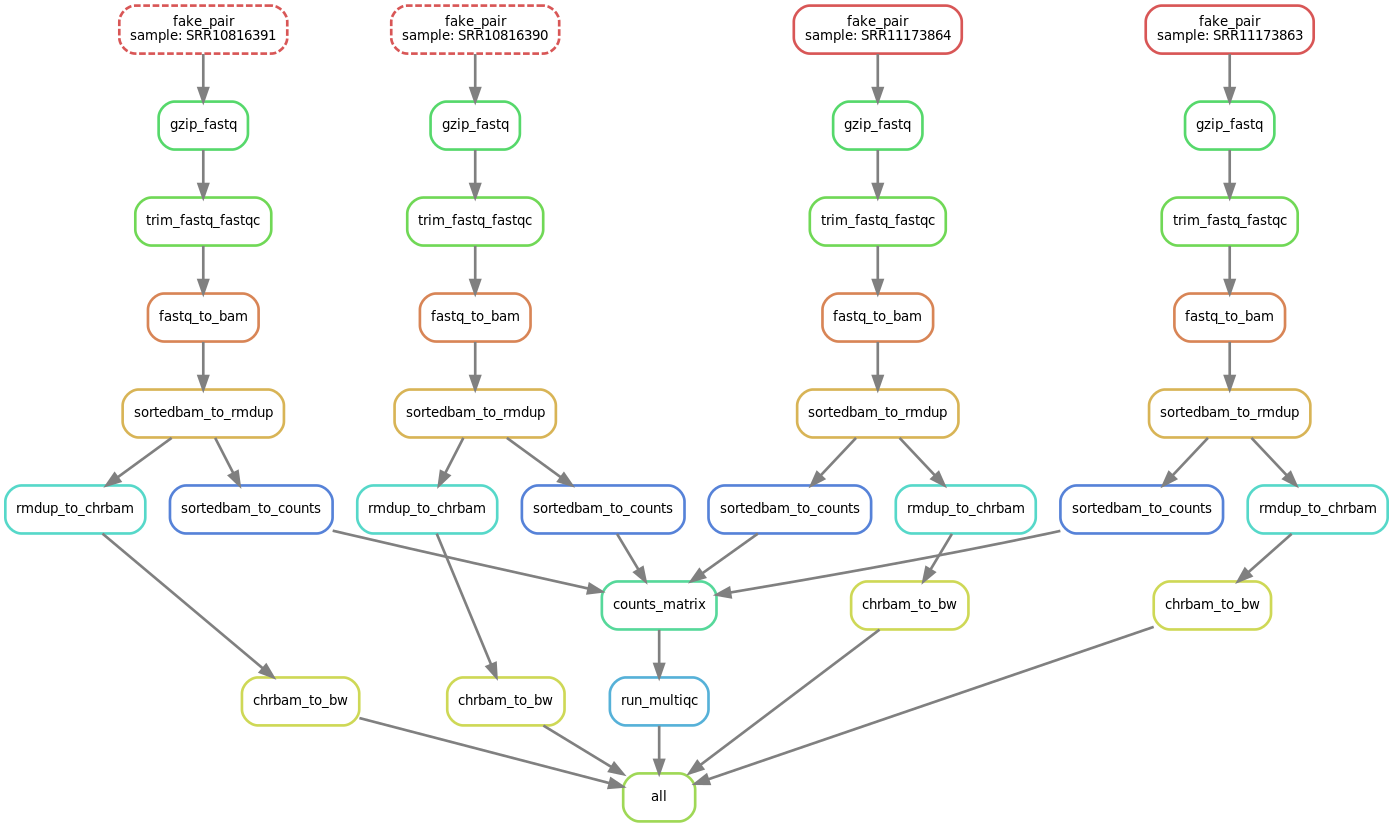 fake_pair
sample: SRR10816391
fake_pair
sample: SRR10816390
fake_pair
sample: SRR11173864
fake_pair
sample: SRR11173863
gzip_fastq
gzip_fastq
gzip_fastq
gzip_fastq
trim_fastq_fastqc
trim_fastq_fastqc
trim_fastq_fastqc
trim_fastq_fastqc
fastq_to_bam
fastq_to_bam
fastq_to_bam
fastq_to_bam
sortedbam_to_rmdup
sortedbam_to_rmdup
sortedbam_to_rmdup
sortedbam_to_rmdup
rmdup_to_chrbam
sortedbam_to_counts
rmdup_to_chrbam
sortedbam_to_counts
sortedbam_to_counts
rmdup_to_chrbam
sortedbam_to_counts
rmdup_to_chrbam
counts_matrix
chrbam_to_bw
chrbam_to_bw
chrbam_to_bw
chrbam_to_bw
run_multiqc
all